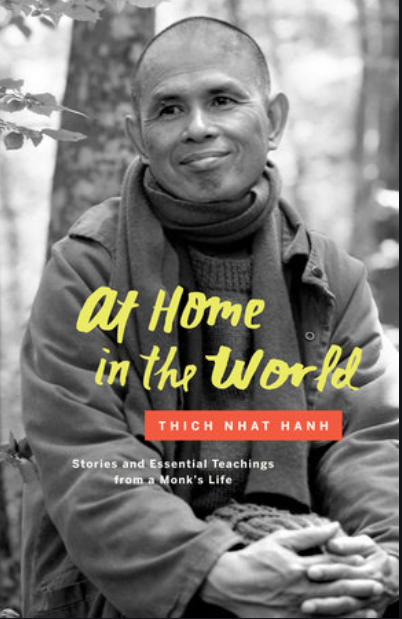 at Home
in the World
THICH NHAT HANH
Stories and Essential Teachings
from a Monk's Life